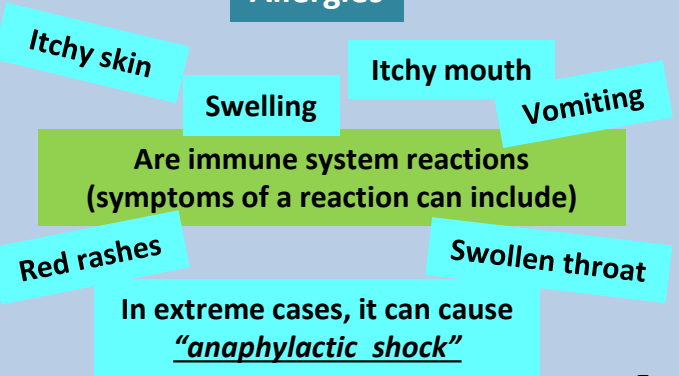 Allergies
Itchy skin
Itchy mouth
Swelling
Vomiting
Are immune system reactions
(symptoms of a reaction can include)
Red rashes
Swollen throat
In extreme cases, it can cause
“anaphylactic shock”